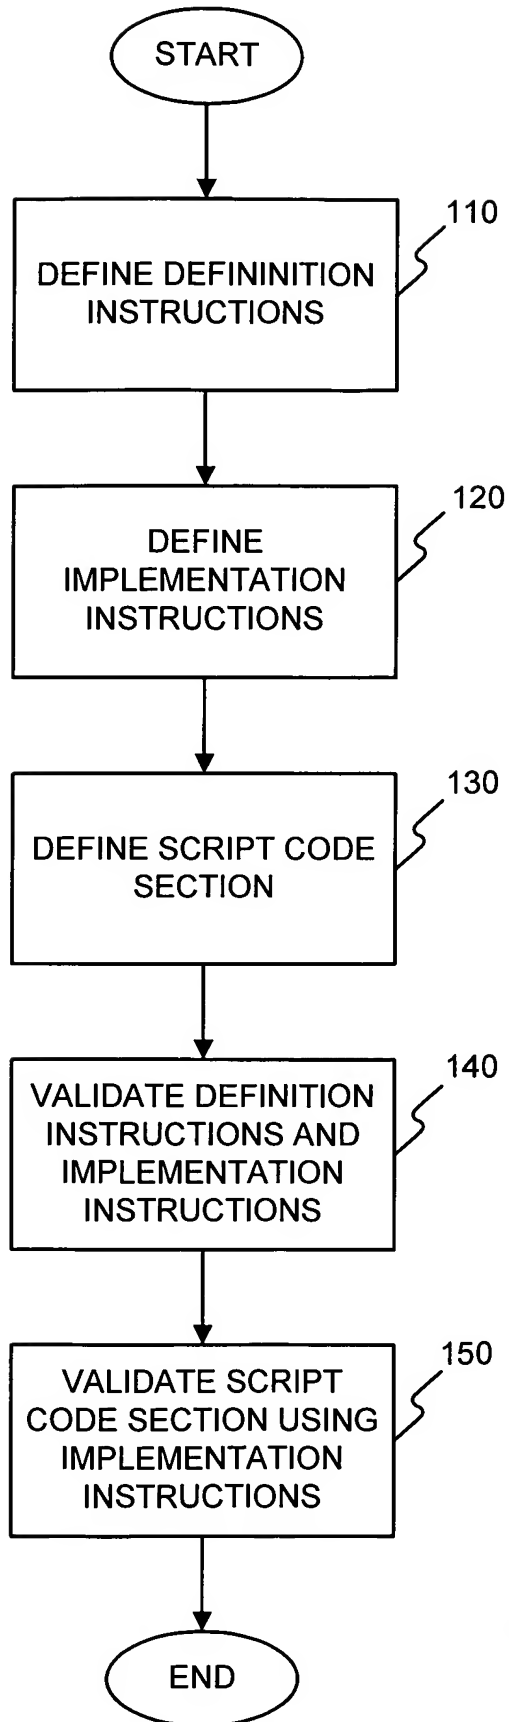 START
110
DEFINE DEFININITION
INSTRUCTIONS
120
DEFINE
IMPLEMENTATION
INSTRUCTIONS
130
DEFINE SCRIPT CODE
SECTION
140
VALIDATE DEFINITION
INSTRUCTIONS AND
IMPLEMENTATION
INSTRUCTIONS
150
VALIDATE SCRIPT
CODE SECTION USING
IMPLEMENTATION
INSTRUCTIONS
END